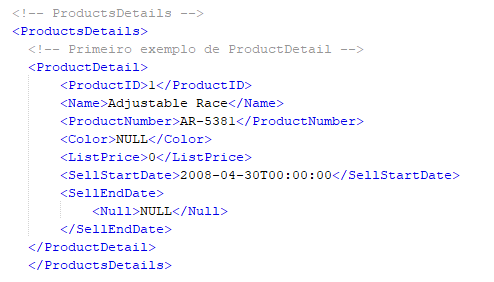 <!-- ProductsDetails -->
<ProductsDetails>
<!-- Primeiro exemplo de ProductDetail -->
<ProductDetail>
<ProductID>1</ProductID>
<Name>Adjustable Race</Name>
<ProductNumber>AR-5381</ProductNumber>
<Color>NULL</Color>
<ListPrice>0</ListPrice>
<SellStartDate>2008-04-30T00:00:00</SellStartDate>
<SellEndDate>
<Null>NULL</Null>
</SellEndDate>
</ProductDetail>
</ProductsDetails>